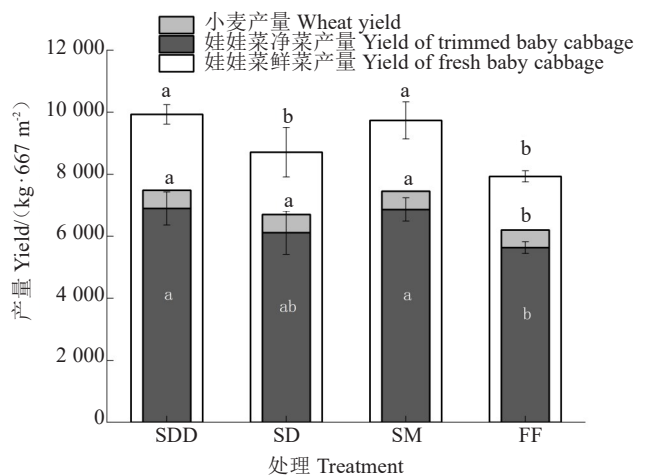 小麦产量 Wheat yield
娃娃菜净菜产量 Yield of trimmed baby cabbage
娃娃菜鲜菜产量 Yield of fresh baby cabbage
12 000
10 000
8 000
6 000
4 000
2 000
0
产量 Yield/(kg·667 m⁻²)
a
b
a
b
a
a
a
b
a
ab
a
b
SDD SD SM FF
处理 Treatment